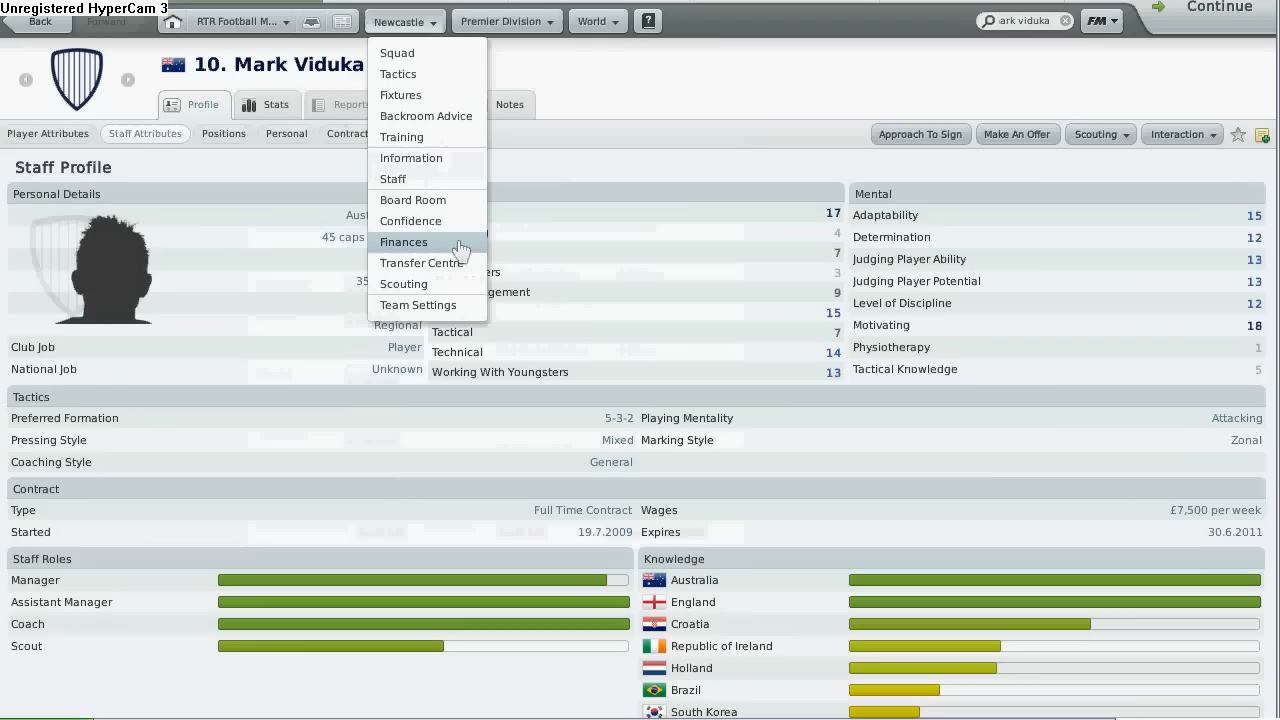 Unregistered HyperCam 3
Back
Forward
RTR Football M...
Newcastle
Premier Division
World
?
ark viduka
FM
Continue
10. Mark Viduka
Profile
Stats
Reports
Notes
Player Attributes
Staff Attributes
Positions
Personal
Contract
Approach To Sign
Make An Offer
Scouting
Interaction
Squad
Tactics
Fixtures
Backroom Advice
Training
Information
Staff
Board Room
Confidence
Finances
Transfer Centre
Scouting
Team Settings
Staff Profile
Personal Details
Aust
45 caps
35
Regional
Club Job Player
National Job Unknown
17
4
7
ers 3
gement 9
15
Tactical 7
Technical 14
Working With Youngsters 13
Mental
Adaptability 15
Determination 12
Judging Player Ability 13
Judging Player Potential 13
Level of Discipline 12
Motivating 18
Physiotherapy 1
Tactical Knowledge 5
Tactics
Preferred Formation 5-3-2 Playing Mentality Attacking
Pressing Style Mixed Marking Style Zonal
Coaching Style General
Contract
Type Full Time Contract Wages £7,500 per week
Started 19.7.2009 Expires 30.6.2011
Staff Roles
Manager
Assistant Manager
Coach
Scout
Knowledge
Australia
England
Croatia
Republic of Ireland
Holland
Brazil
South Korea